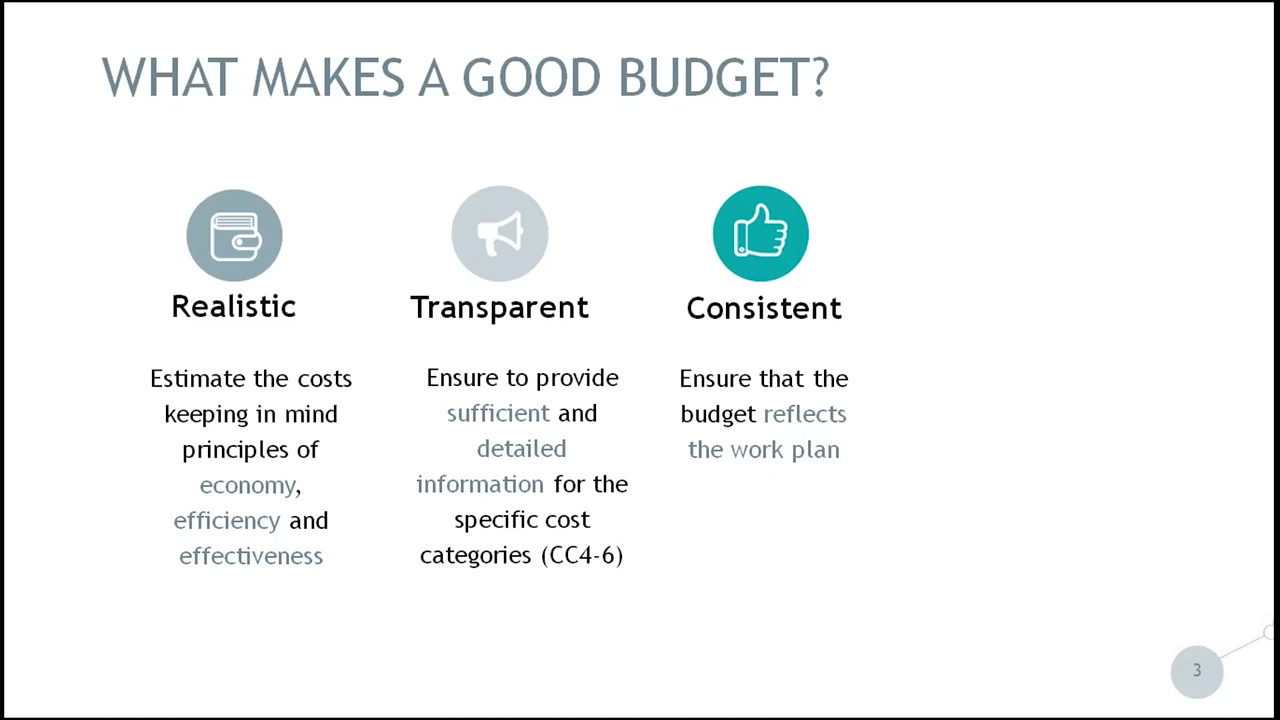 WHAT MAKES A GOOD BUDGET?
Realistic
Estimate the costs
keeping in mind
principles of
economy,
efficiency and
effectiveness
Transparent
Ensure to provide
sufficient and
detailed
information for the
specific cost
categories (CC4-6)
Consistent
Ensure that the
budget reflects
the work plan
3